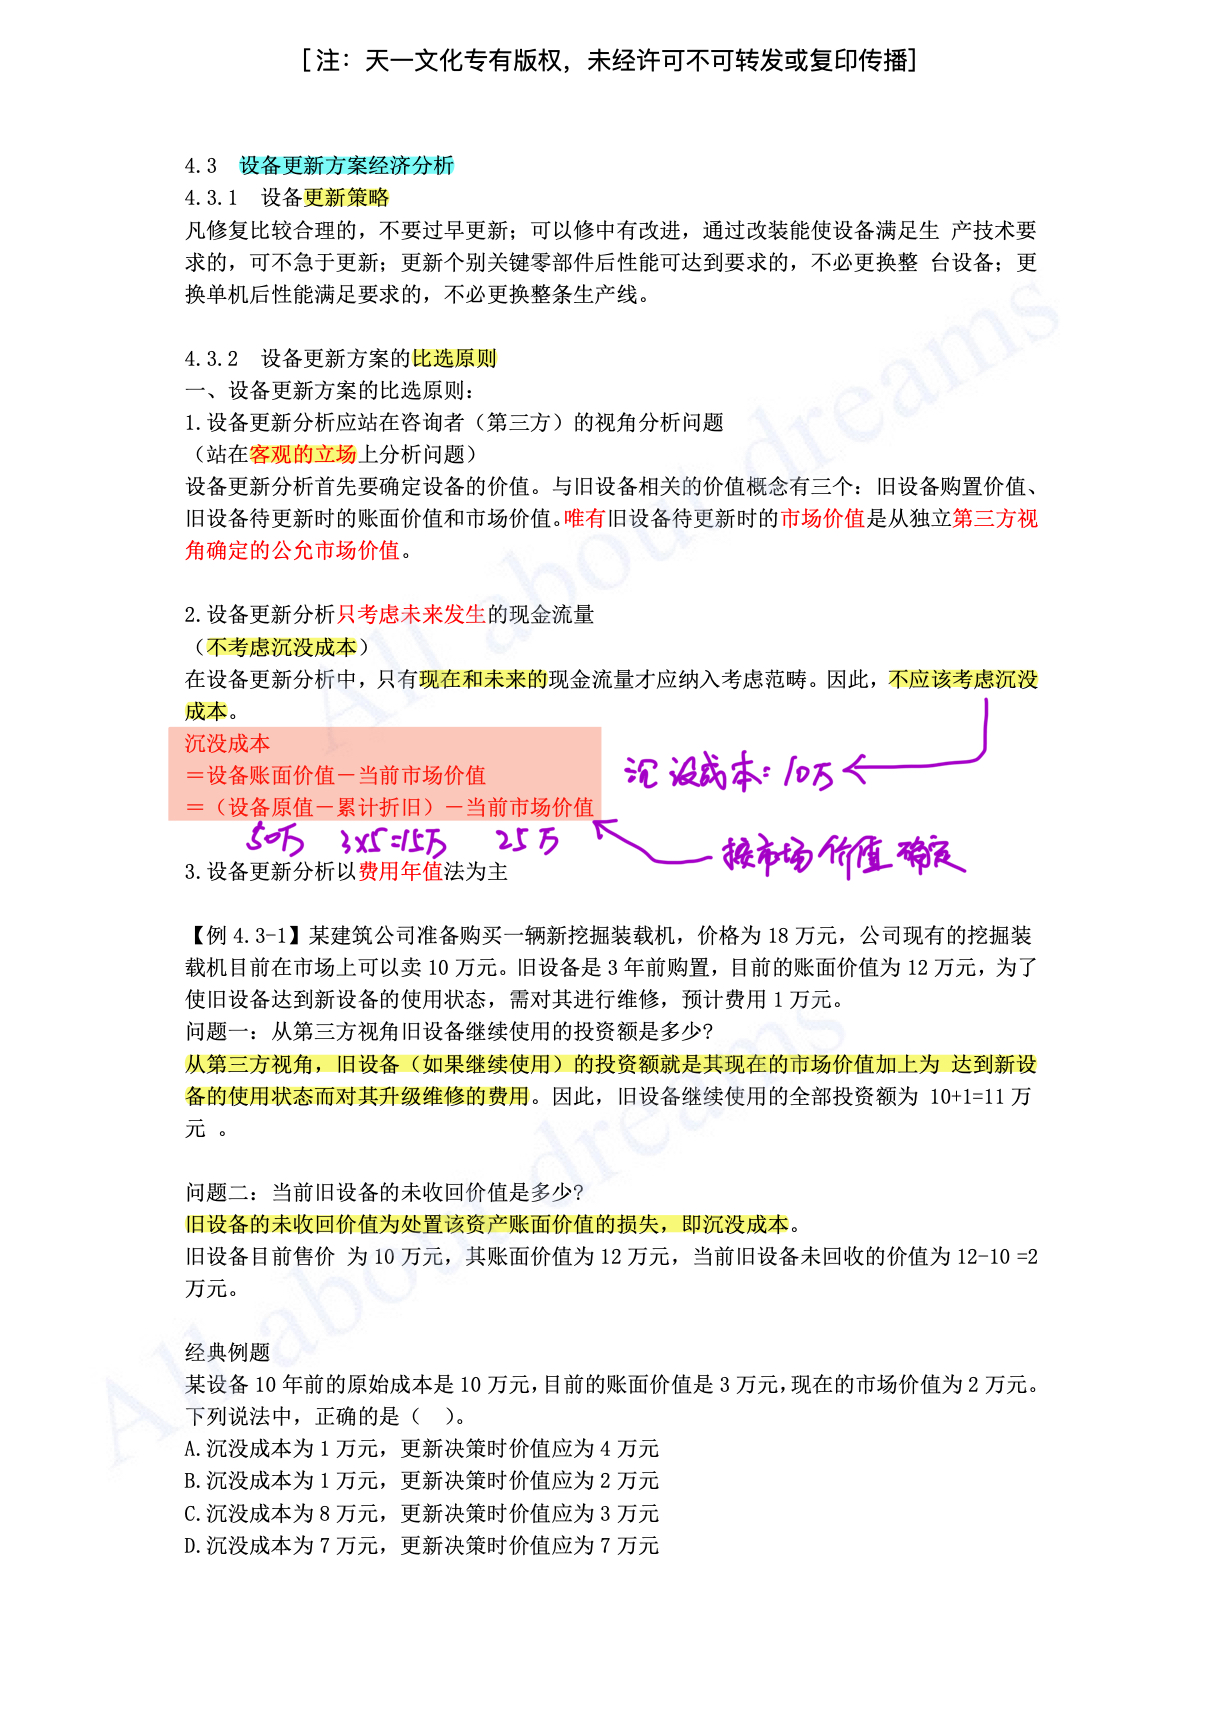 [注：天一文化专有版权，未经许可不可转发或复印传播]
4.3 设备更新方案经济分析
4.3.1 设备更新策略
凡修复比较合理的，不要过早更新；可以修中有改进，通过改装能使设备满足生 产技术要
求的，可不急于更新；更新个别关键零部件后性能可达到要求的，不必更换整 台设备；更
换单机后性能满足要求的，不必更换整条生产线。
4.3.2 设备更新方案的比选原则
一、设备更新方案的比选原则：
1.设备更新分析应站在咨询者（第三方）的视角分析问题
（站在客观的立场上分析问题）
设备更新分析首先要确定设备的价值。与旧设备相关的价值概念有三个：旧设备购置价值、
旧设备待更新时的账面价值和市场价值。唯有旧设备待更新时的市场价值是从独立第三方视
角确定的公允市场价值。
2.设备更新分析只考虑未来发生的现金流量
（不考虑沉没成本）
在设备更新分析中，只有现在和未来的现金流量才应纳入考虑范畴。因此，不应该考虑沉没
成本。
沉没成本
＝设备账面价值－当前市场价值
沉没成本：10万
＝（设备原值－累计折旧）－当前市场价值
50万 3x5=15万 25万
按市场价值确定
3.设备更新分析以费用年值法为主
【例 4.3-1】某建筑公司准备购买一辆新挖掘装载机，价格为 18 万元，公司现有的挖掘装
载机目前在市场上可以卖 10 万元。旧设备是 3 年前购置，目前的账面价值为 12 万元，为了
使旧设备达到新设备的使用状态，需对其进行维修，预计费用 1 万元。
问题一：从第三方视角旧设备继续使用的投资额是多少？
从第三方视角，旧设备（如果继续使用）的投资额就是其现在的市场价值加上为 达到新设
备的使用状态而对其升级维修的费用。因此，旧设备继续使用的全部投资额为 10+1=11 万
元 。
问题二：当前旧设备的未收回价值是多少？
旧设备的未收回价值为处置该资产账面价值的损失，即沉没成本。
旧设备目前售价 为 10 万元，其账面价值为 12 万元，当前旧设备未回收的价值为 12-10 =2
万元。
经典例题
某设备 10 年前的原始成本是 10 万元，目前的账面价值是 3 万元，现在的市场价值为 2 万元。
下列说法中，正确的是（ ）。
A.沉没成本为 1 万元，更新决策时价值应为 4 万元
B.沉没成本为 1 万元，更新决策时价值应为 2 万元
C.沉没成本为 8 万元，更新决策时价值应为 3 万元
D.沉没成本为 7 万元，更新决策时价值应为 7 万元
All about dreams
All about dreams